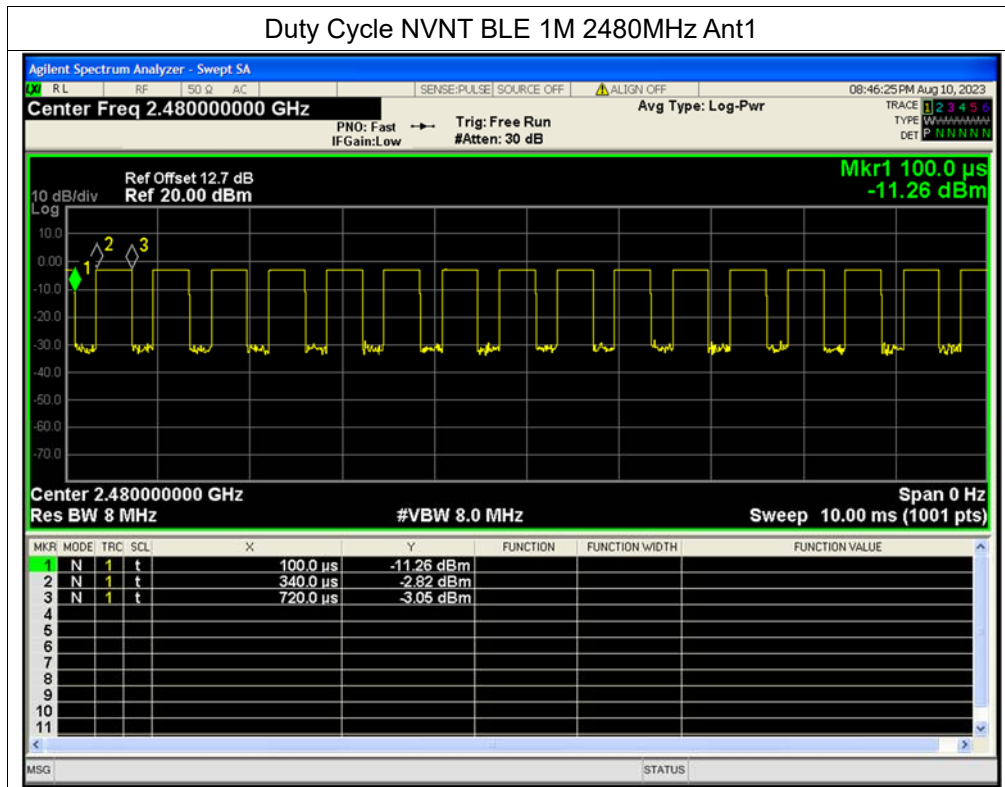 Duty Cycle NVNT BLE 1M 2480MHz Ant1
Agilent Spectrum Analyzer - Swept SA
LXI RL RF 50 Ω AC SENSE:PULSE SOURCE OFF ALIGN OFF 08:46:25 PM Aug 10, 2023
Center Freq 2.480000000 GHz Avg Type: Log-Pwr TRACE 1 2 3 4 5 6
PNO: Fast Trig: Free Run TYPE WWWWWW
IFGain:Low #Atten: 30 dB DET P N N N N N
Mkr1 100.0 µs
-11.26 dBm
Ref Offset 12.7 dB
10 dB/div Ref 20.00 dBm
Log
10.0
0.00
-10.0
-20.0
-30.0
-40.0
-50.0
-60.0
-70.0
1 2 3
Center 2.480000000 GHz Span 0 Hz
Res BW 8 MHz #VBW 8.0 MHz Sweep 10.00 ms (1001 pts)
MKR MODE TRC SCL X Y FUNCTION FUNCTION WIDTH FUNCTION VALUE
1 N 1 t 100.0 µs -11.26 dBm
2 N 1 t 340.0 µs -2.82 dBm
3 N 1 t 720.0 µs -3.05 dBm
4
5
6
7
8
9
10
11
MSG STATUS